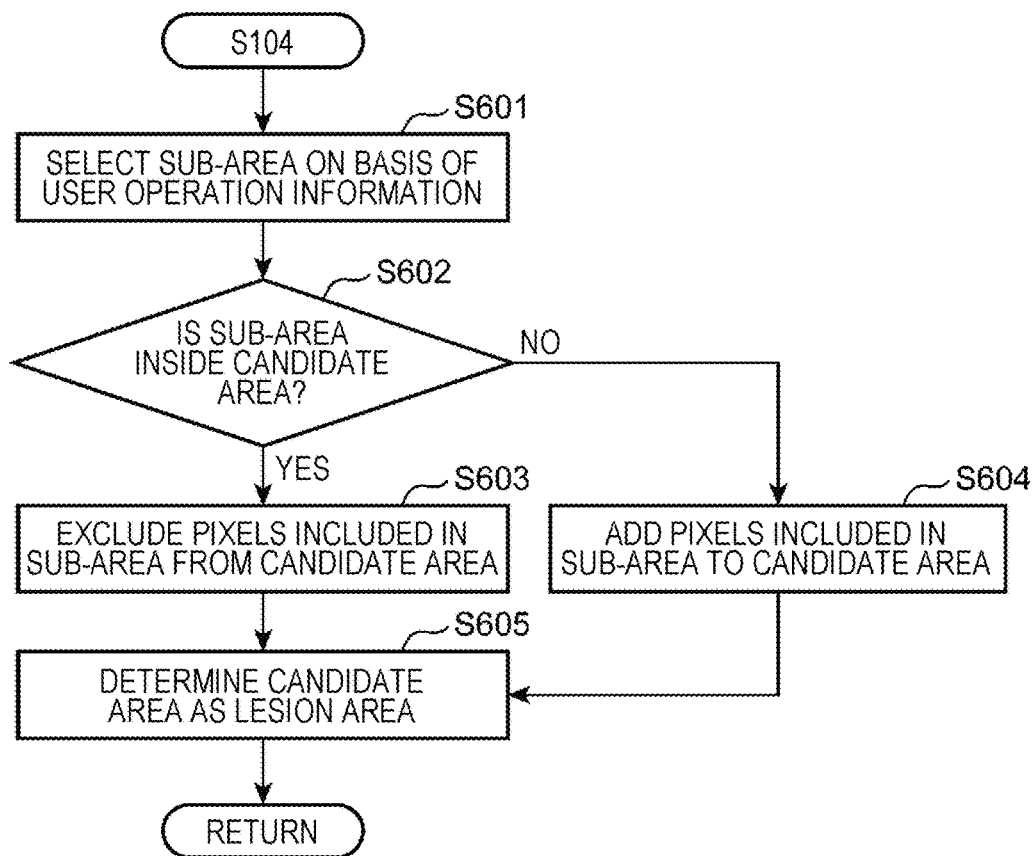 S104
S601
SELECT SUB-AREA ON BASIS OF
USER OPERATION INFORMATION
S602
IS SUB-AREA
INSIDE CANDIDATE
AREA?
NO
YES
S603
EXCLUDE PIXELS INCLUDED IN
SUB-AREA FROM CANDIDATE AREA
S604
ADD PIXELS INCLUDED IN
SUB-AREA TO CANDIDATE AREA
S605
DETERMINE CANDIDATE
AREA AS LESION AREA
RETURN